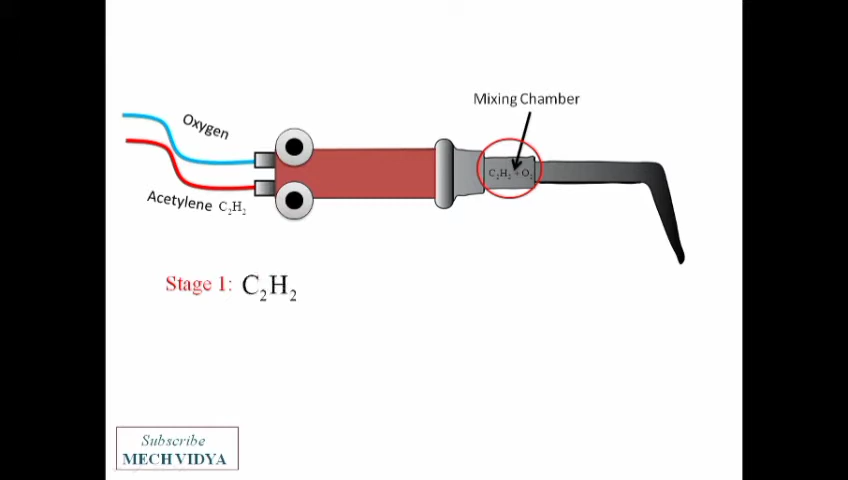 Mixing Chamber
Oxygen
C₂H₂ + O₂
Acetylene C₂H₂
Stage 1: C₂H₂
Subscribe
MECH VIDYA